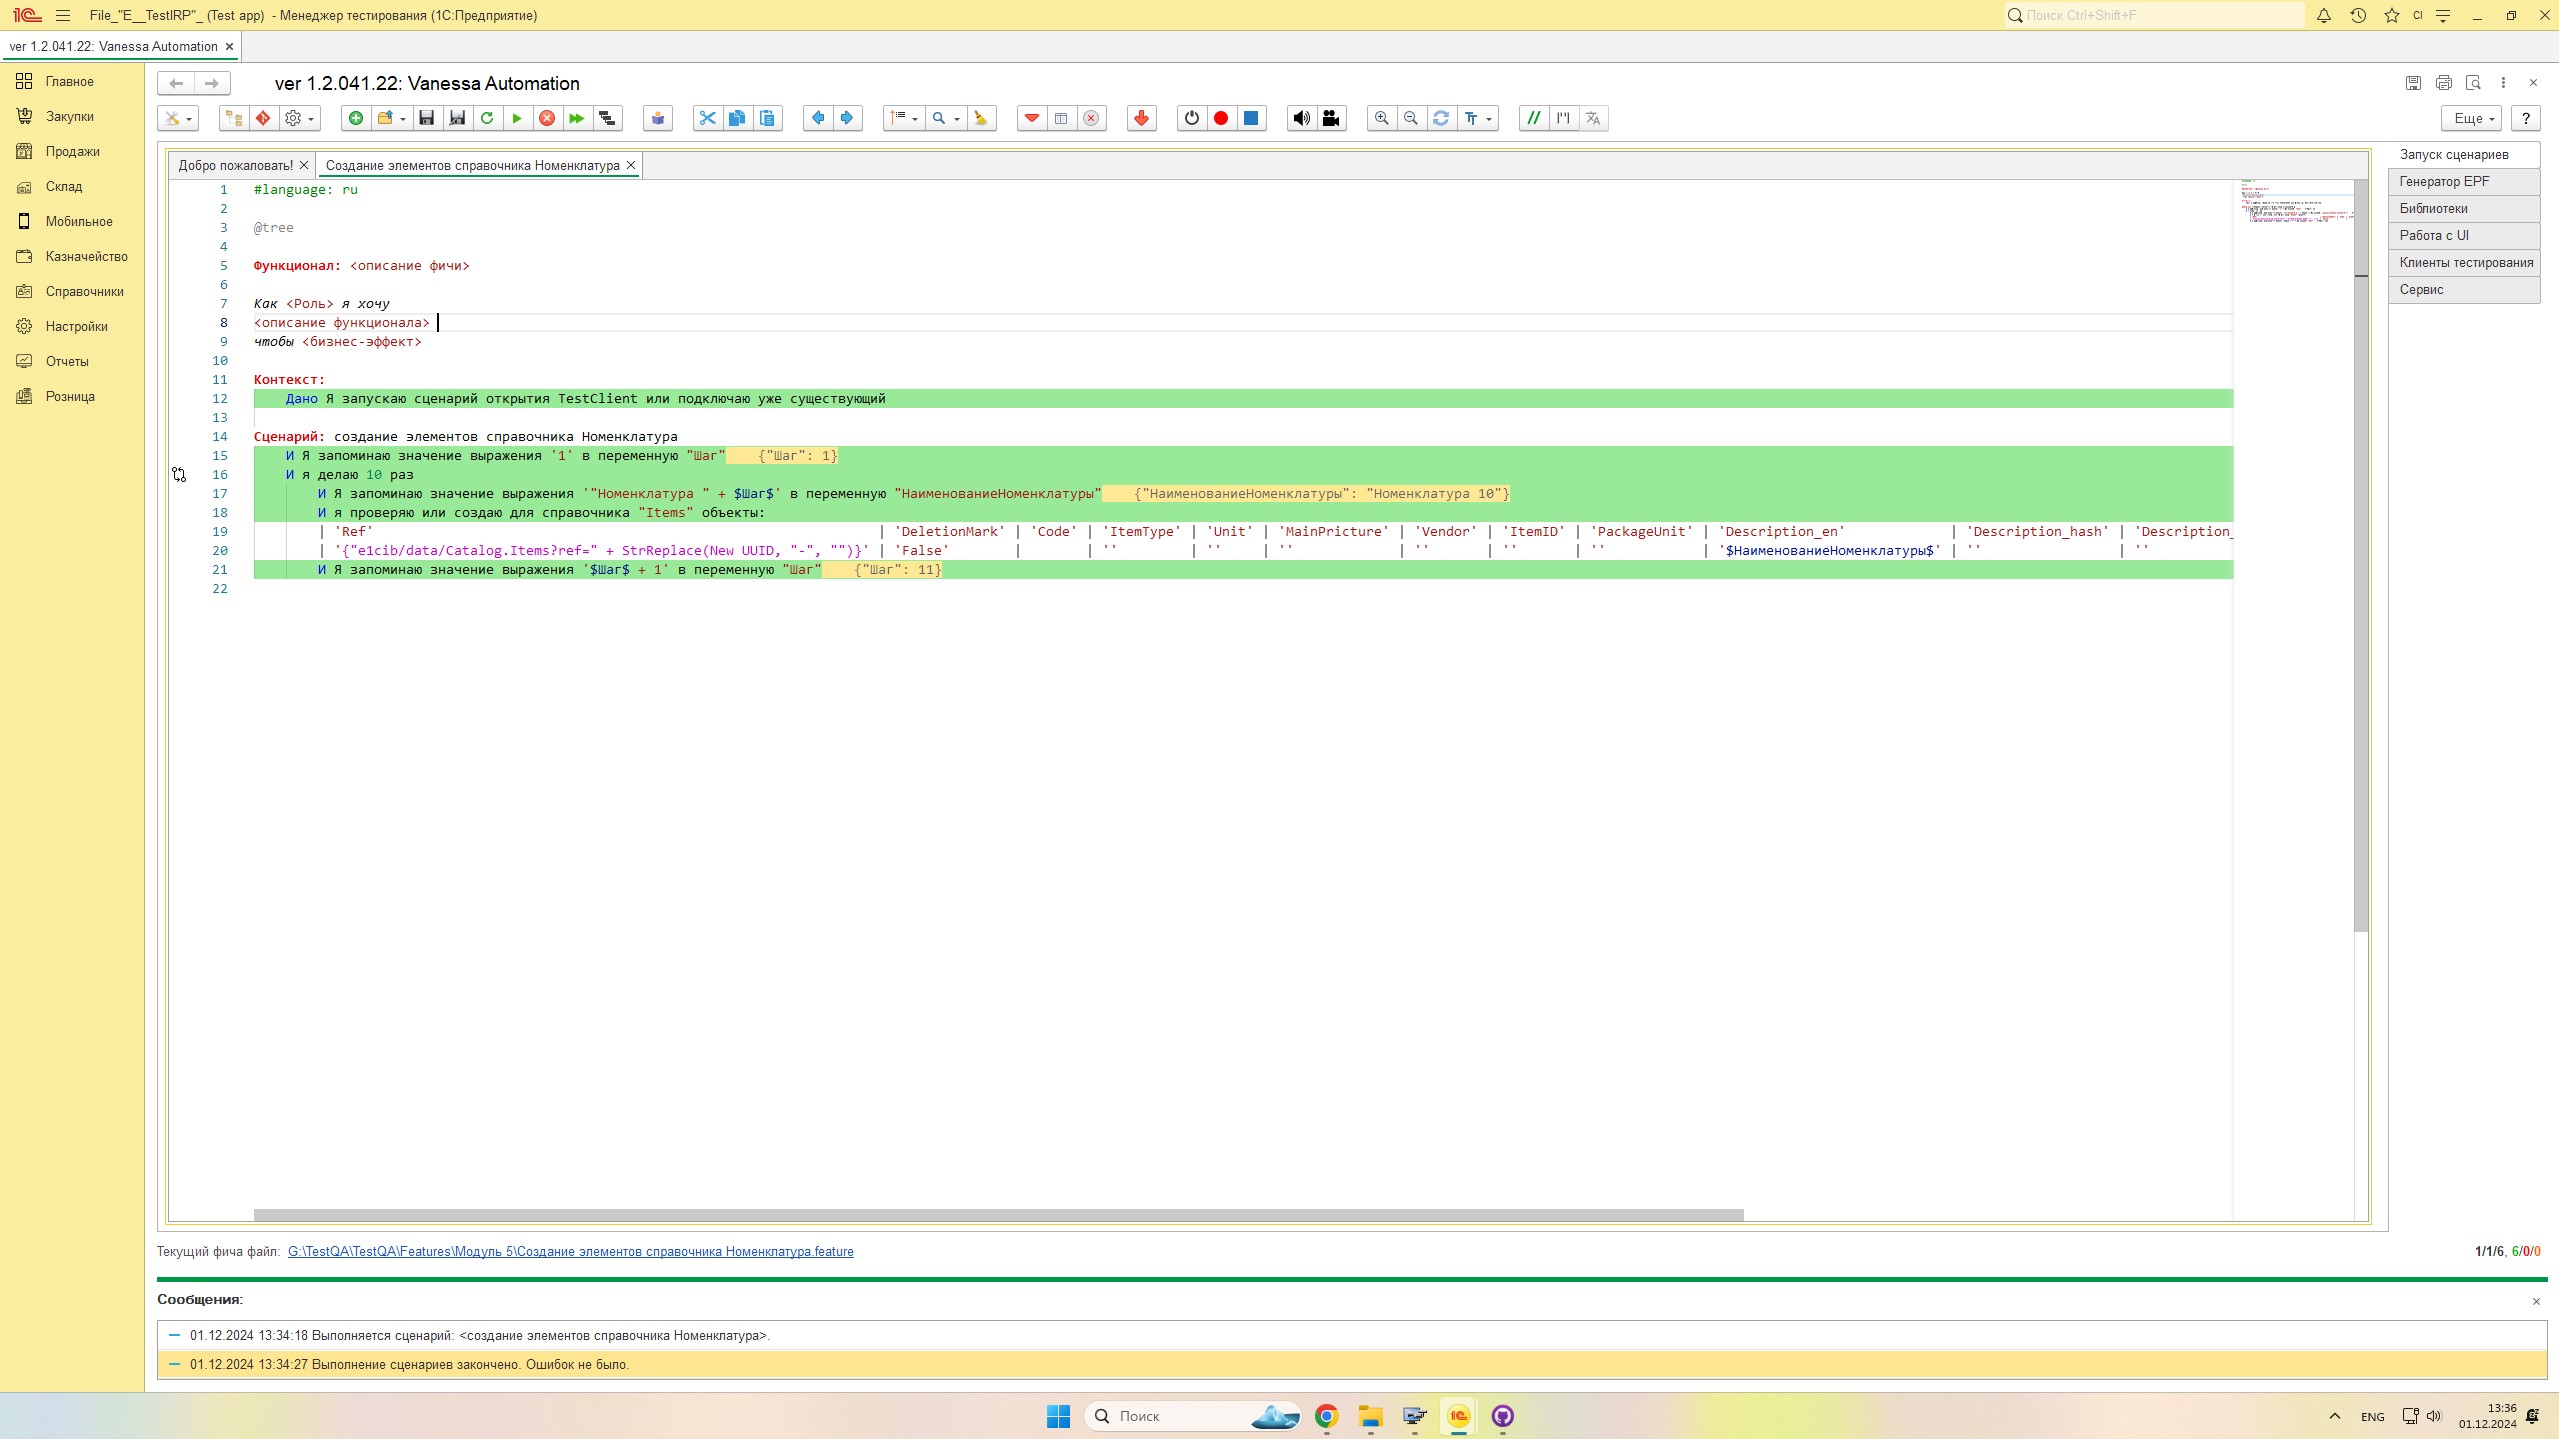 File_"E__TestIRP"_ (Test app) - Менеджер тестирования (1С:Предприятие)
Поиск Ctrl+Shift+F
CI
ver 1.2.041.22: Vanessa Automation
Главное
Закупки
Продажи
Склад
Мобильное
Казначейство
Справочники
Настройки
Отчеты
Розница
ver 1.2.041.22: Vanessa Automation
Еще
?
Добро пожаловать!
Создание элементов справочника Номенклатура
Запуск сценариев
Генератор EPF
Библиотеки
Работа с UI
Клиенты тестирования
Сервис
1 #language: ru
2
3 @tree
4
5 Функционал: <описание фичи>
6
7 Как <Роль> я хочу
8 <описание функционала>
9 чтобы <бизнес-эффект>
10
11 Контекст:
12 Дано Я запускаю сценарий открытия TestClient или подключаю уже существующий
13
14 Сценарий: создание элементов справочника Номенклатура
15 И Я запоминаю значение выражения '1' в переменную "Шаг" {"Шаг": 1}
16 И я делаю 10 раз
17 И Я запоминаю значение выражения '"Номенклатура " + $Шаг$' в переменную "НаименованиеНоменклатуры" {"НаименованиеНоменклатуры": "Номенклатура 10"}
18 И я проверяю или создаю для справочника "Items" объекты:
19 | 'Ref' | 'DeletionMark' | 'Code' | 'ItemType' | 'Unit' | 'MainPricture' | 'Vendor' | 'ItemID' | 'PackageUnit' | 'Description_en' | 'Description_hash' | 'Description_
20 | '{"e1cib/data/Catalog.Items?ref=" + StrReplace(New UUID, "-", "")}' | 'False' | | '' | '' | '' | '' | '' | '' | '$НаименованиеНоменклатуры$' | '' | ''
21 И Я запоминаю значение выражения '$Шаг$ + 1' в переменную "Шаг" {"Шаг": 11}
22
Текущий фича файл: G:\TestQA\TestQA\Features\Модуль 5\Создание элементов справочника Номенклатура.feature
1/1/6, 6/0/0
Сообщения:
01.12.2024 13:34:18 Выполняется сценарий: <создание элементов справочника Номенклатура>.
01.12.2024 13:34:27 Выполнение сценариев закончено. Ошибок не было.
Поиск
ENG
13:36
01.12.2024